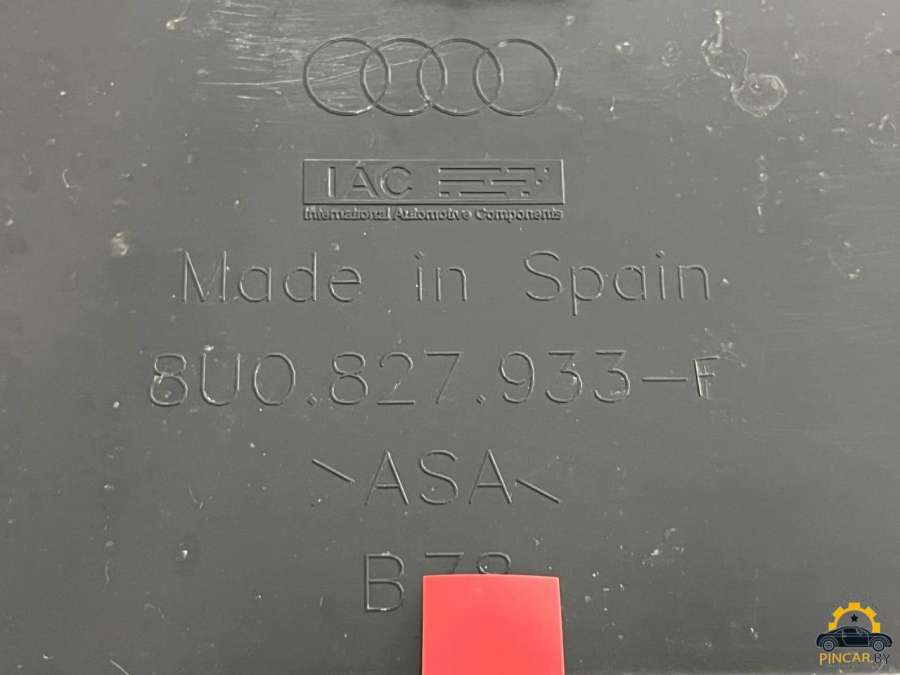 IAC
International Automotive Components
Made in Spain
8U0.827.933-F
>ASA<
PINCAR.BY